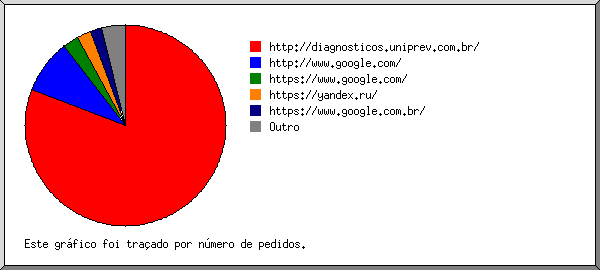 http://diagnosticos.uniprev.com.br/
http://www.google.com/
https://www.google.com/
https://yandex.ru/
https://www.google.com.br/
Outro
Este gráfico foi traçado por número de pedidos.